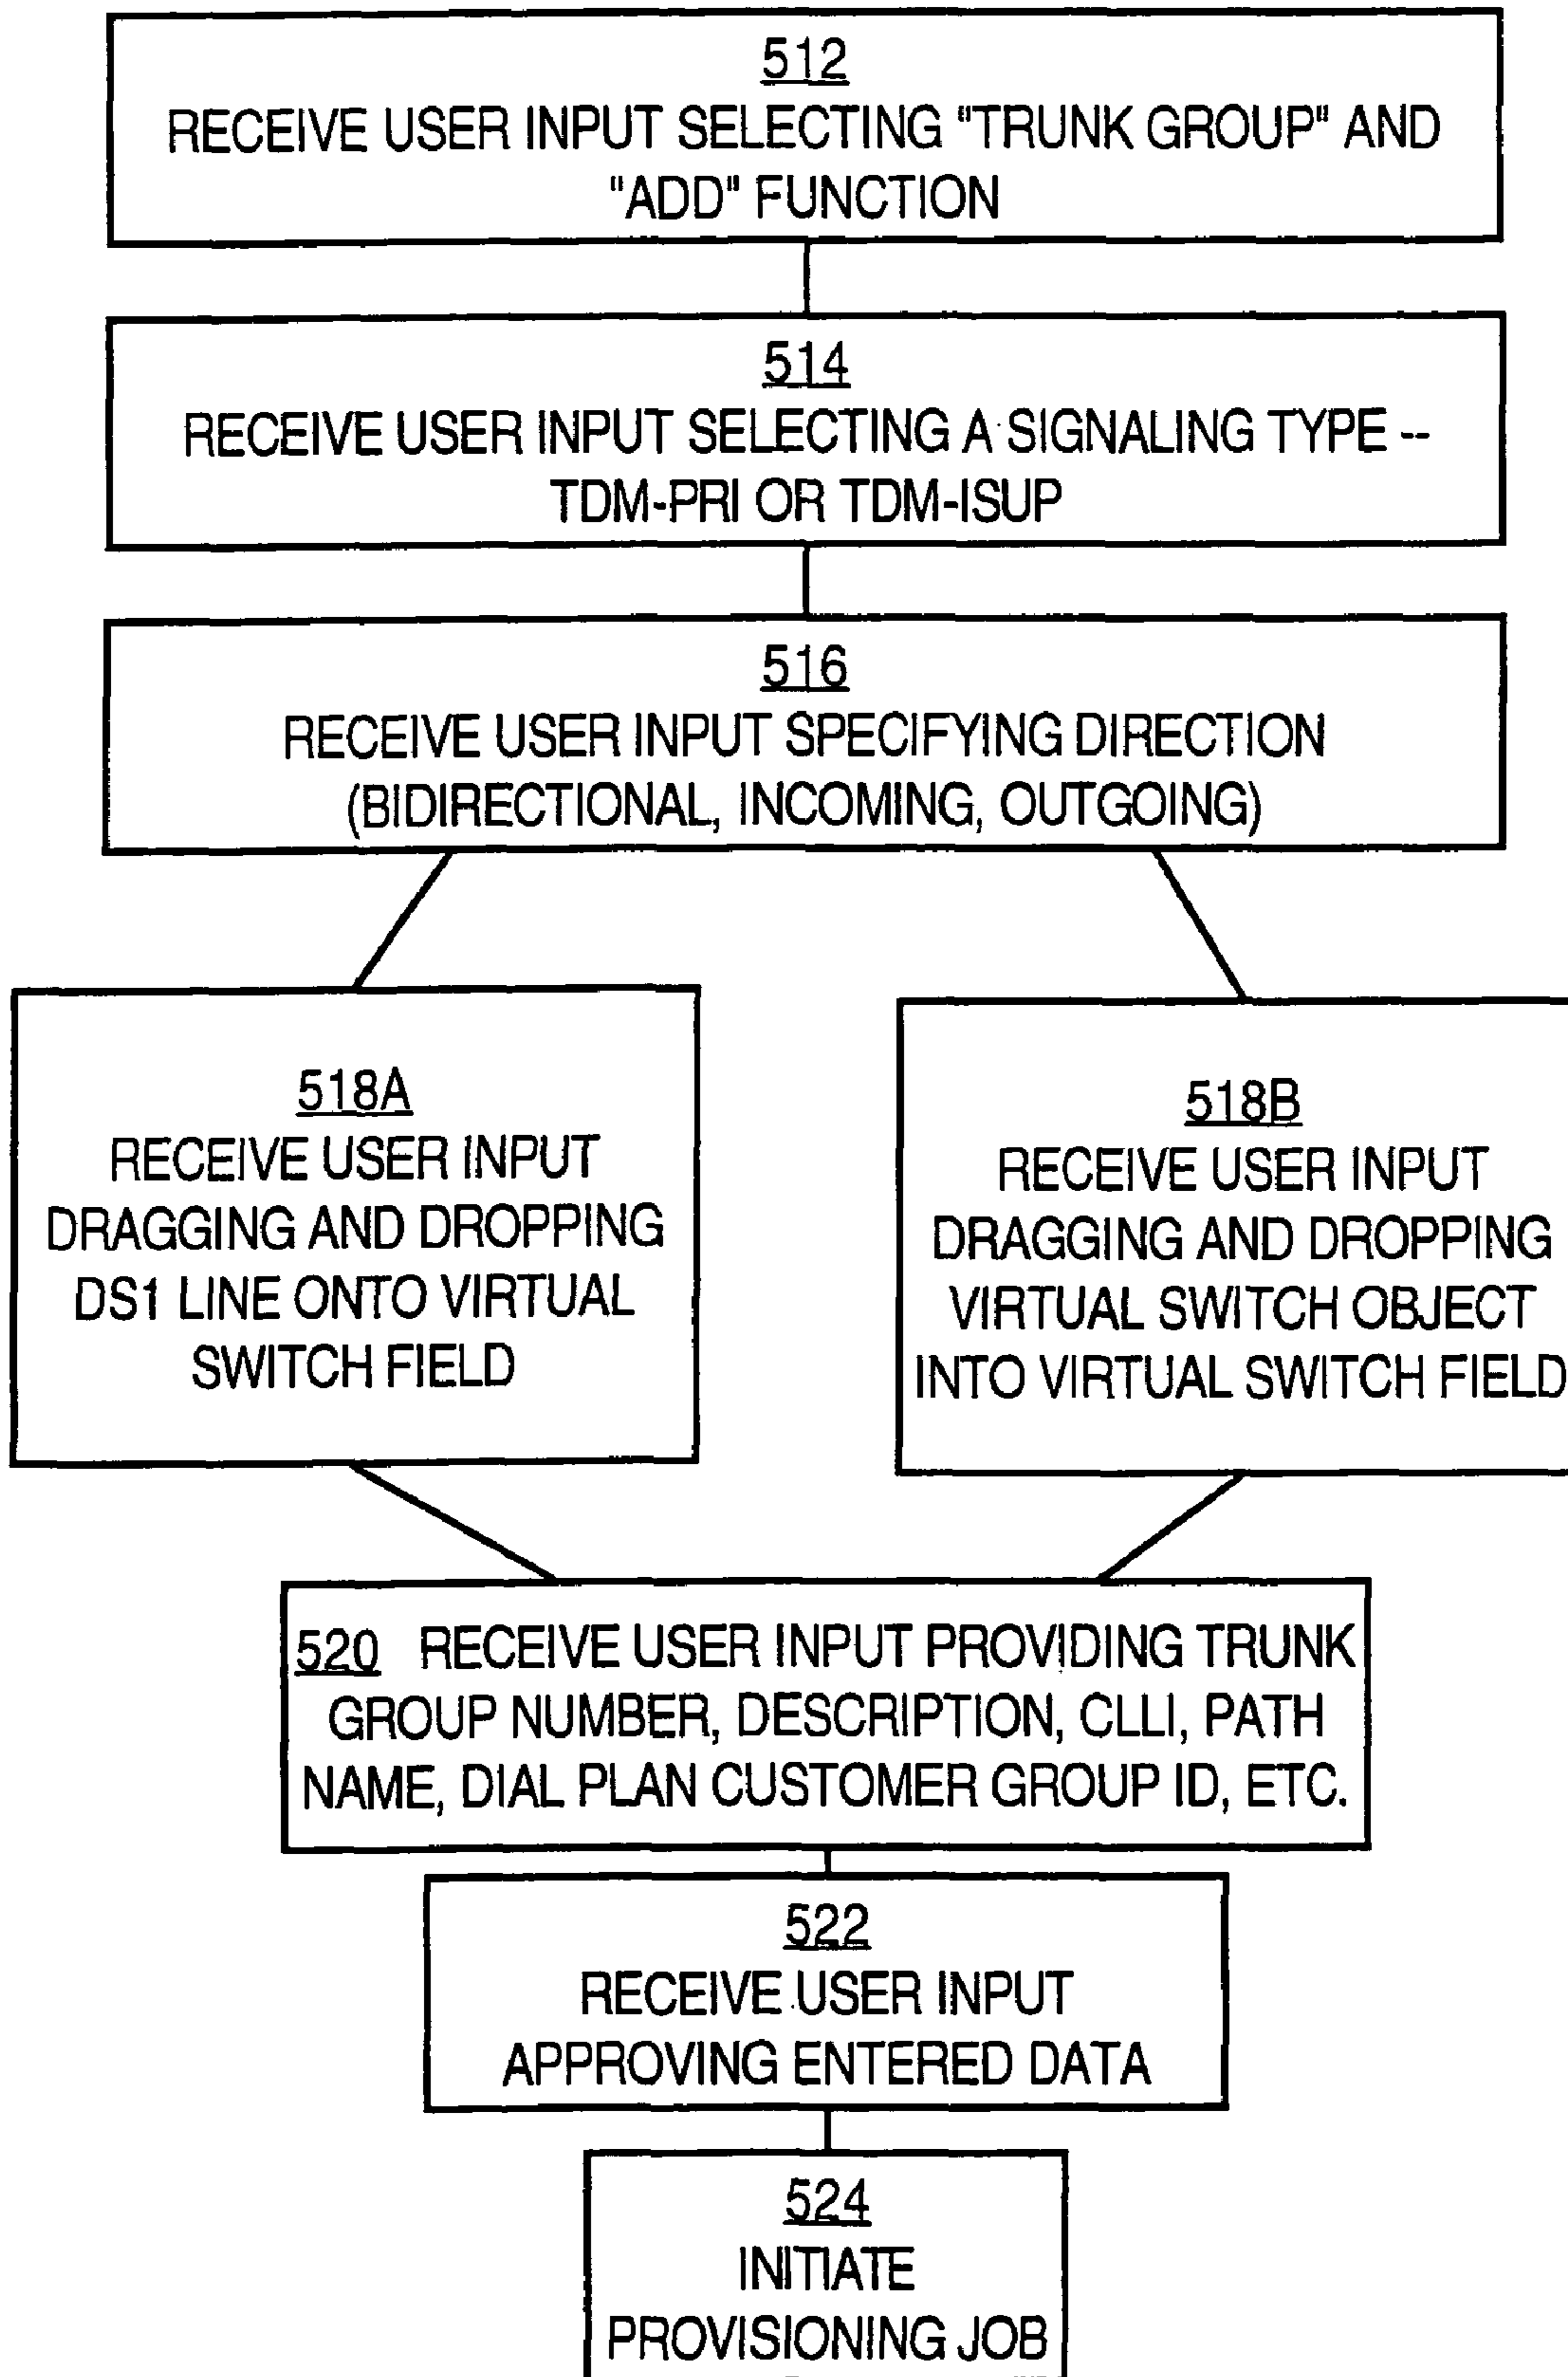 512
RECEIVE USER INPUT SELECTING "TRUNK GROUP" AND
"ADD" FUNCTION
514
RECEIVE USER INPUT SELECTING A SIGNALING TYPE --
TDM-PRI OR TDM-ISUP
516
RECEIVE USER INPUT SPECIFYING DIRECTION
(BIDIRECTIONAL, INCOMING, OUTGOING)
518A
RECEIVE USER INPUT
DRAGGING AND DROPPING
DS1 LINE ONTO VIRTUAL
SWITCH FIELD
518B
RECEIVE USER INPUT
DRAGGING AND DROPPING
VIRTUAL SWITCH OBJECT
INTO VIRTUAL SWITCH FIELD
520 RECEIVE USER INPUT PROVIDING TRUNK
GROUP NUMBER, DESCRIPTION, CLLI, PATH
NAME, DIAL PLAN CUSTOMER GROUP ID, ETC.
522
RECEIVE USER INPUT
APPROVING ENTERED DATA
524
INITIATE
PROVISIONING JOB